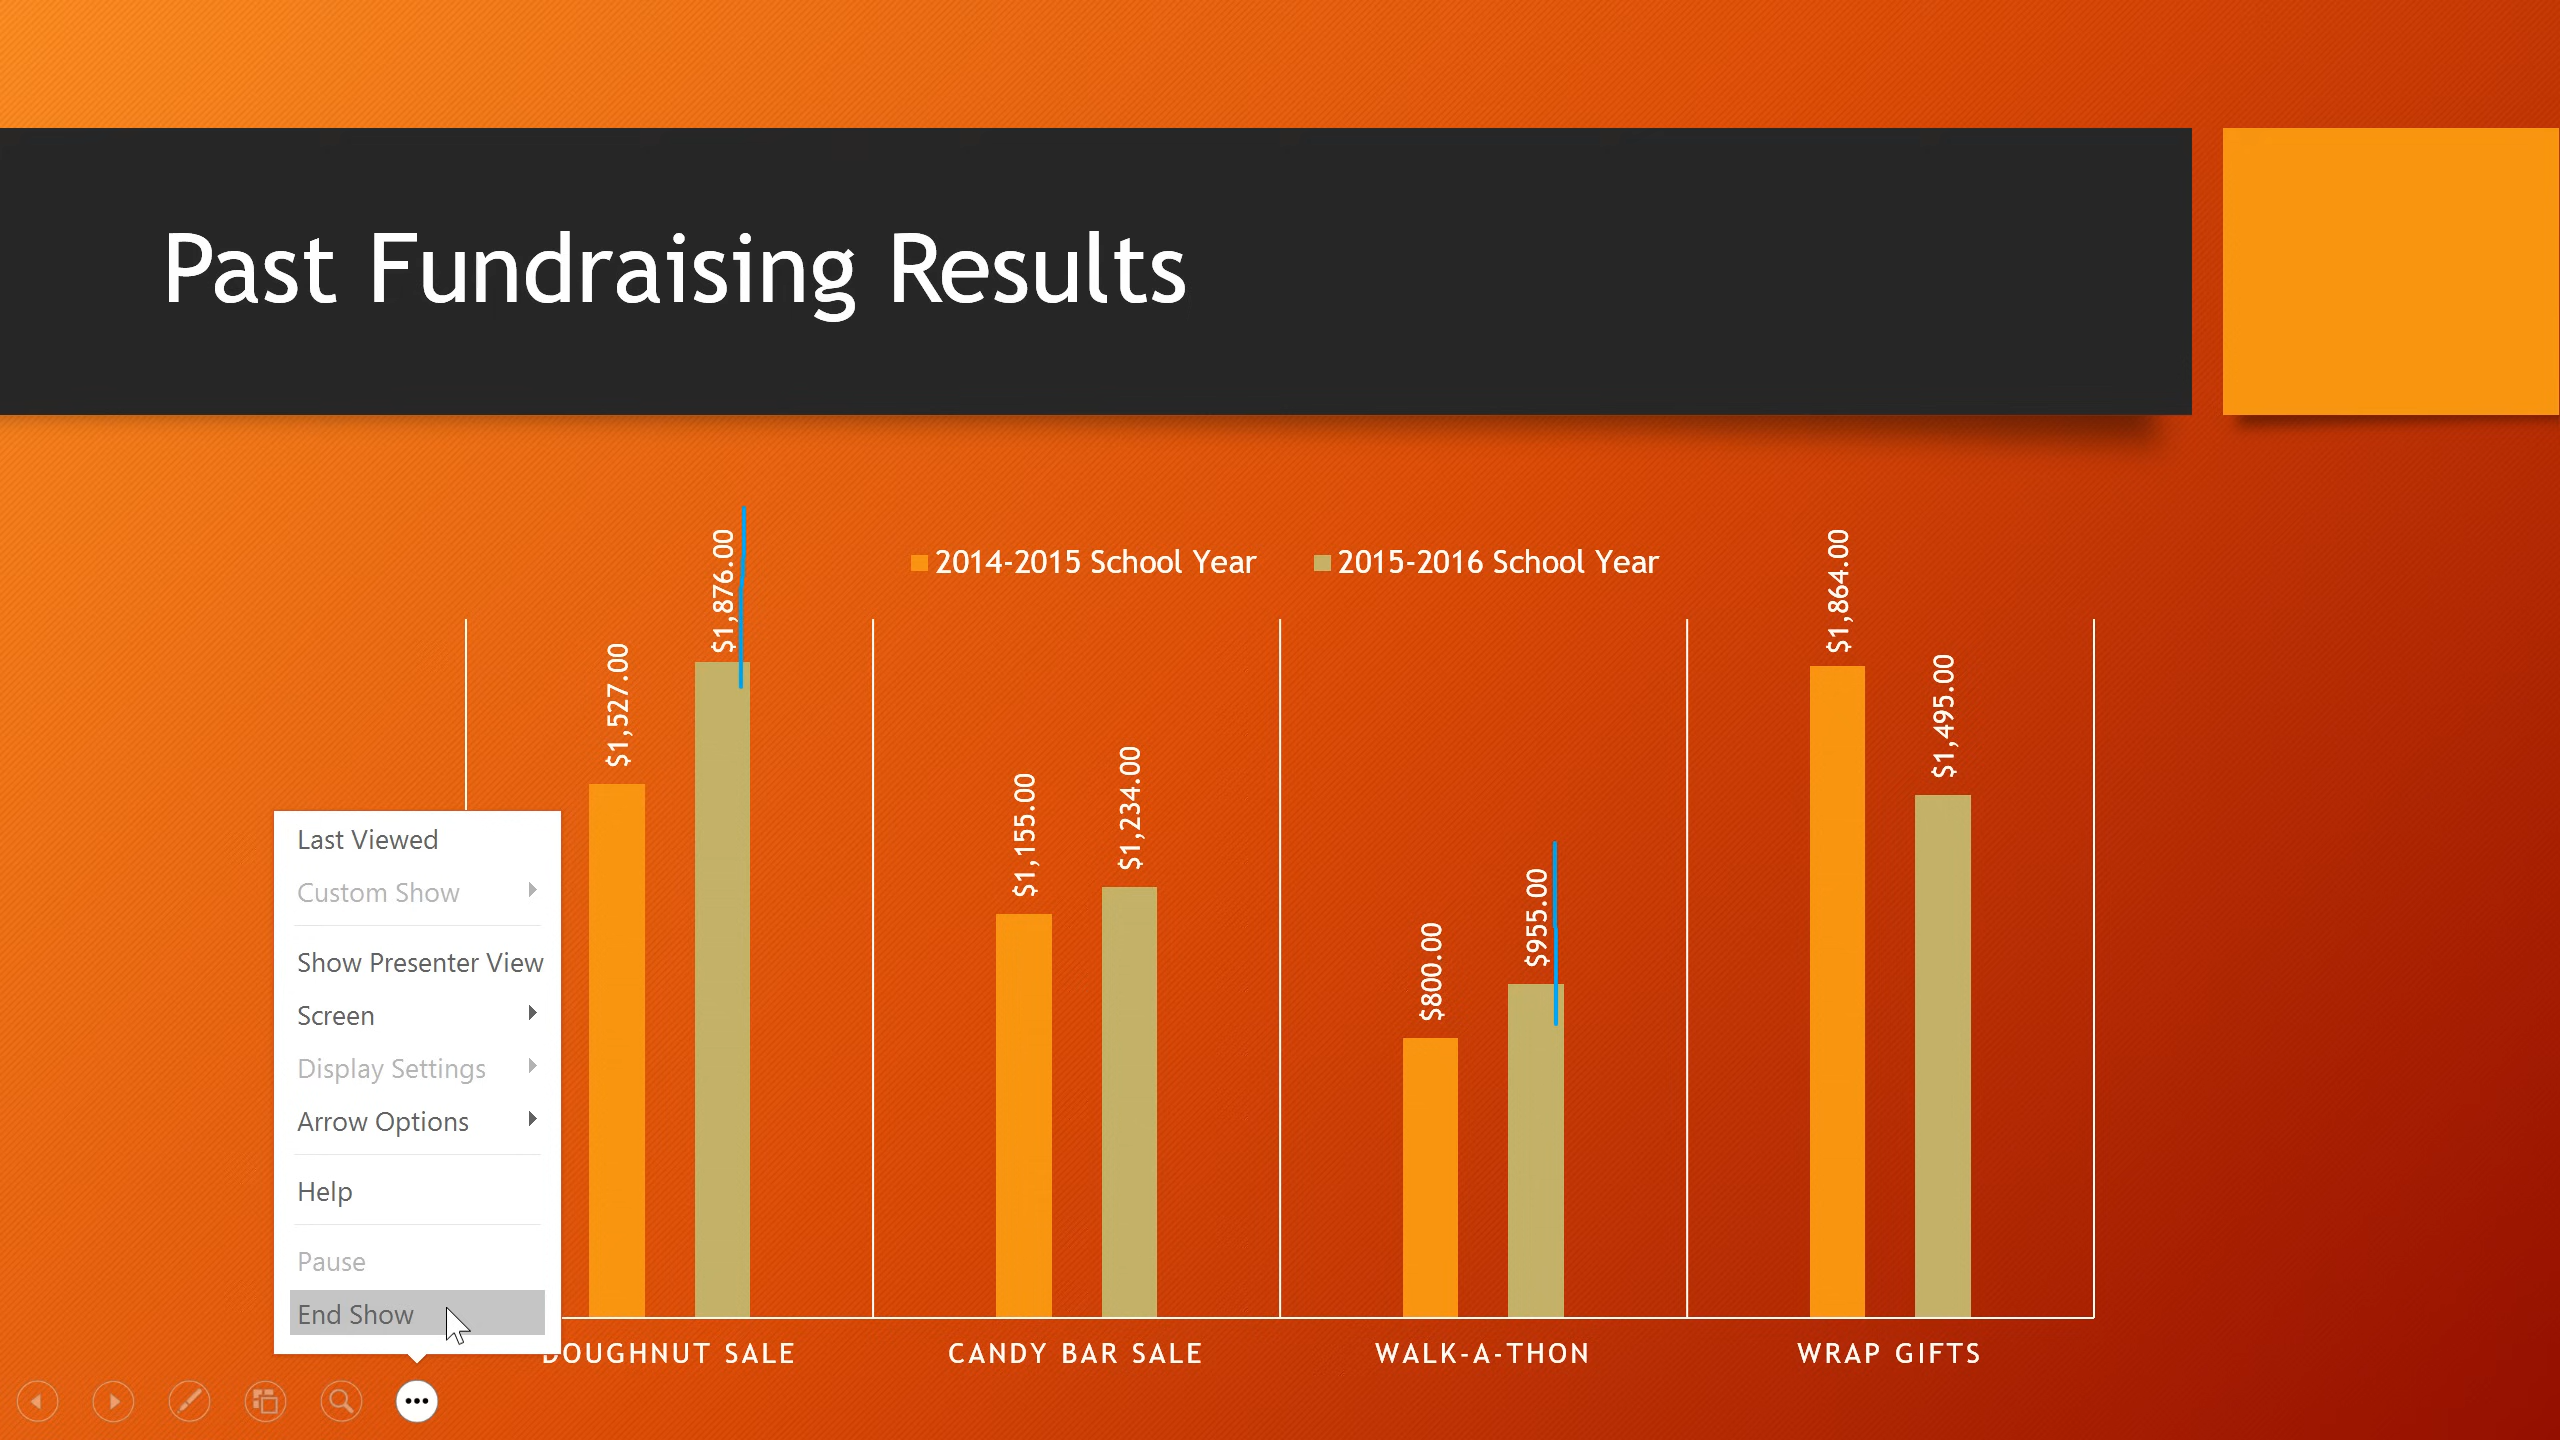 Past Fundraising Results
2014-2015 School Year
2015-2016 School Year
$1,527.00
$1,876.00
$1,155.00
$1,234.00
$800.00
$955.00
$1,864.00
$1,495.00
DOUGHNUT SALE
CANDY BAR SALE
WALK-A-THON
WRAP GIFTS
Last Viewed
Custom Show
Show Presenter View
Screen
Display Settings
Arrow Options
Help
Pause
End Show